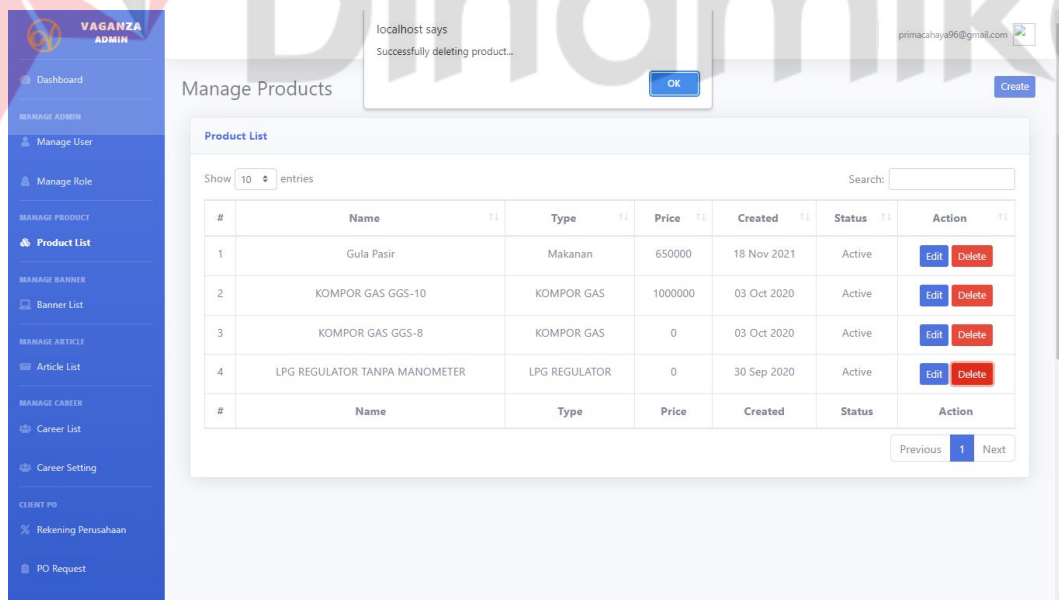 Dinamika
VAGANZA
ADMIN
localhost says
Successfully deleting product...
OK
primacahaya96@gmail.com
Dashboard
Manage Products
Create
MANAGE ADMIN
Manage User
Manage Role
MANAGE PRODUCT
Product List
MANAGE BANNER
Banner List
MANAGE ARTICLE
Article List
MANAGE CAREER
Career List
Career Setting
CLIENT PO
Rekening Perusahaan
PO Request
Product List
Show 10 entries
Search:
# Name Type Price Created Status Action
1 Gula Pasir Makanan 650000 18 Nov 2021 Active Edit Delete
2 KOMPOR GAS GGS-10 KOMPOR GAS 1000000 03 Oct 2020 Active Edit Delete
3 KOMPOR GAS GGS-8 KOMPOR GAS 0 03 Oct 2020 Active Edit Delete
4 LPG REGULATOR TANPA MANOMETER LPG REGULATOR 0 30 Sep 2020 Active Edit Delete
# Name Type Price Created Status Action
Previous 1 Next